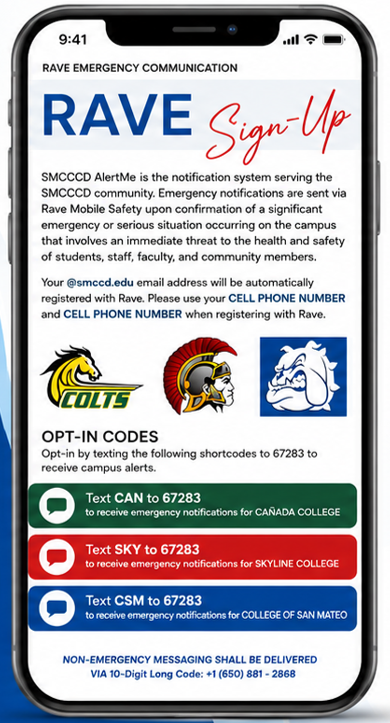 9:41
RAVE EMERGENCY COMMUNICATION
RAVE Sign-Up
SMCCCD AlertMe is the notification system serving the
SMCCCD community. Emergency notifications are sent via
Rave Mobile Safety upon confirmation of a significant
emergency or serious situation occurring on the campus
that involves an immediate threat to the health and safety
of students, staff, faculty, and community members.
Your @smccd.edu email address will be automatically
registered with Rave. Please use your CELL PHONE NUMBER
and CELL PHONE NUMBER when registering with Rave.
COLTS
OPT-IN CODES
Opt-in by texting the following shortcodes to 67283 to
receive campus alerts.
Text CAN to 67283
to receive emergency notifications for CAÑADA COLLEGE
Text SKY to 67283
to receive emergency notifications for SKYLINE COLLEGE
Text CSM to 67283
to receive emergency notifications for COLLEGE OF SAN MATEO
NON-EMERGENCY MESSAGING SHALL BE DELIVERED
VIA 10-Digit Long Code: +1 (650) 881 - 2868